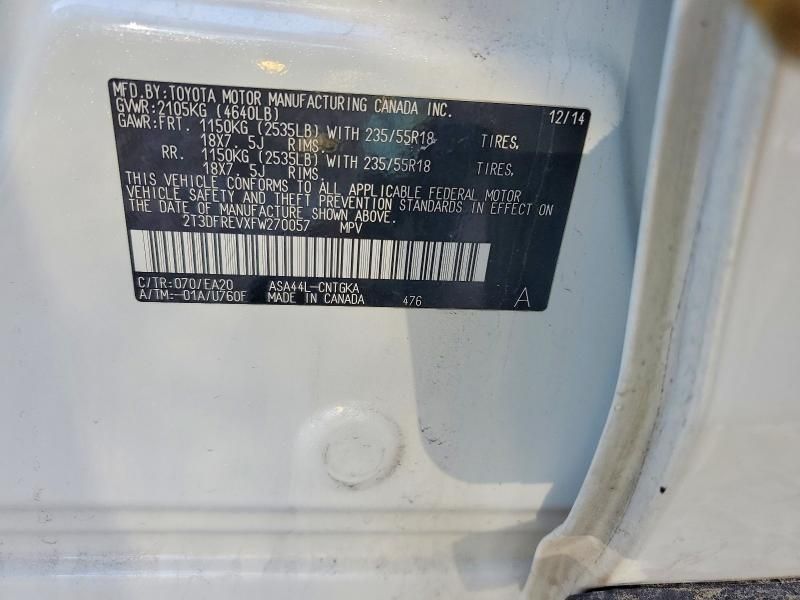 MFD.BY:TOYOTA MOTOR MANUFACTURING CANADA INC. 12/14
GVWR:2105KG (4640LB)
GAWR:FRT. 1150KG (2535LB) WITH 235/55R18 TIRES,
18X7.5J RIMS,
RR. 1150KG (2535LB) WITH 235/55R18 TIRES,
18X7.5J RIMS.
THIS VEHICLE CONFORMS TO ALL APPLICABLE FEDERAL MOTOR
VEHICLE SAFETY AND THEFT PREVENTION STANDARDS IN EFFECT ON
THE DATE OF MANUFACTURE SHOWN ABOVE.
2T3DFREVXFW270057 MPV
C/TR:070/EA20 ASA44L-CNTGKA
A/TM:-01A/U760F MADE IN CANADA 476 A